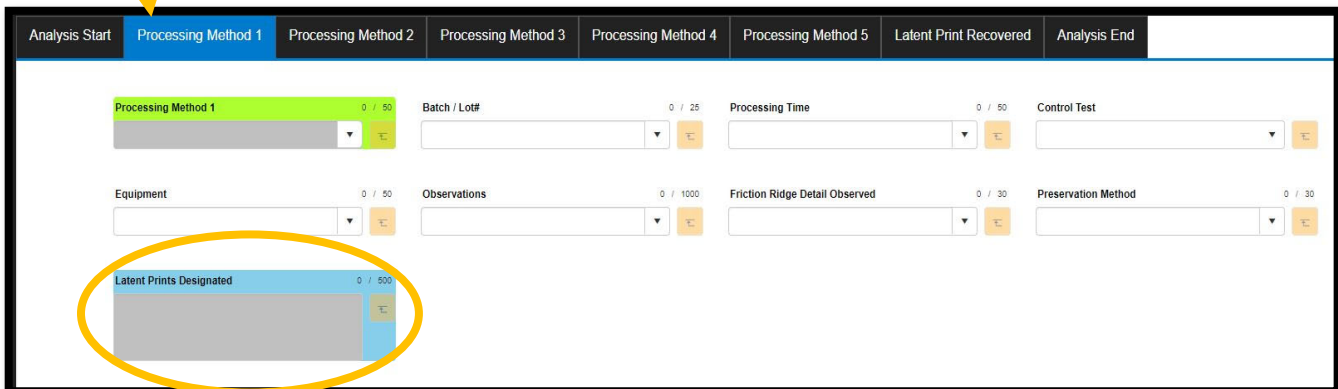 Analysis Start Processing Method 1 Processing Method 2 Processing Method 3 Processing Method 4 Processing Method 5 Latent Print Recovered Analysis End
Processing Method 1 0 / 50 Batch / Lot# 0 / 25 Processing Time 0 / 50 Control Test
Equipment 0 / 50 Observations 0 / 1000 Friction Ridge Detail Observed 0 / 30 Preservation Method 0 / 30
Latent Prints Designated 0 / 500